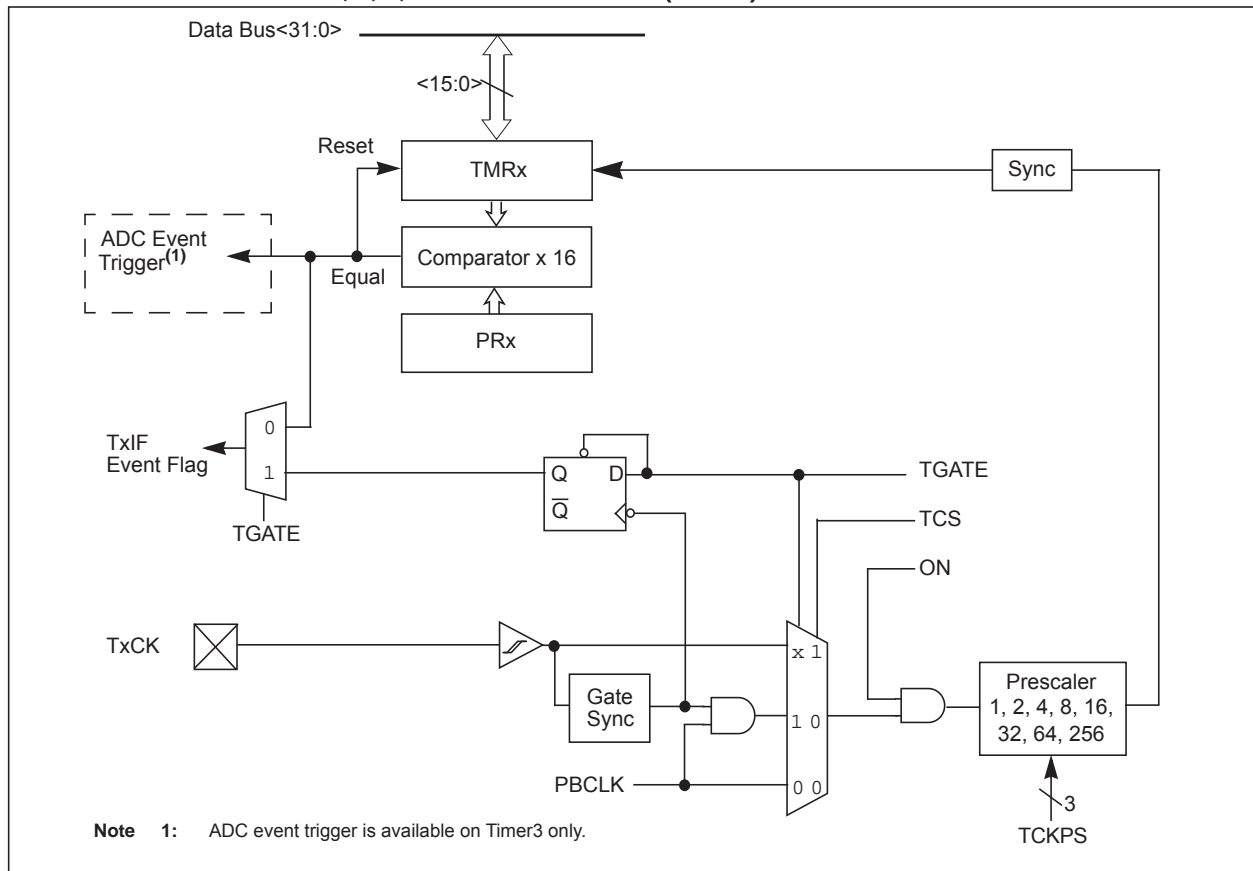 Data Bus<31:0>
<15:0>
Reset
TMRx
Sync
ADC Event
Trigger(1)
Equal
Comparator x 16
PRx
0
1
TxIF
Event Flag
TGATE
Q
D
Q
TGATE
TCS
ON
TxCK
x 1
Gate
Sync
1 0
PBCLK
0 0
Prescaler
1, 2, 4, 8, 16,
32, 64, 256
3
TCKPS
Note 1: ADC event trigger is available on Timer3 only.